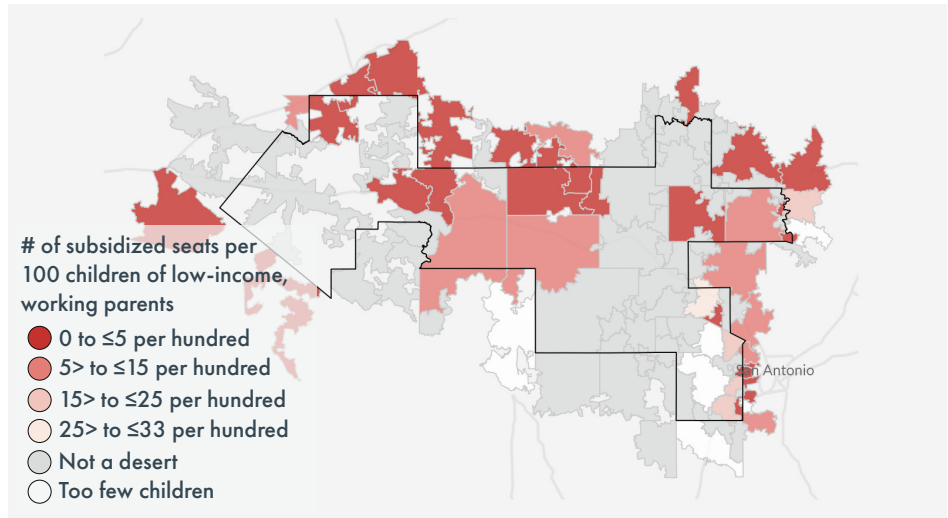 # of subsidized seats per
100 children of low-income,
working parents
0 to ≤5 per hundred
5> to ≤15 per hundred
15> to ≤25 per hundred
25> to ≤33 per hundred
Not a desert
Too few children
San Antonio